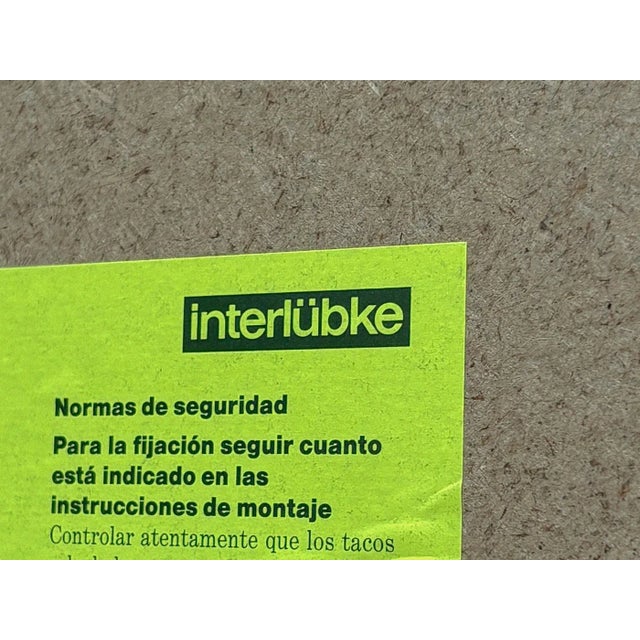 interlübke
Normas de seguridad
Para la fijación seguir cuanto
está indicado en las
instrucciones de montaje
Controlar atentamente que los tacos